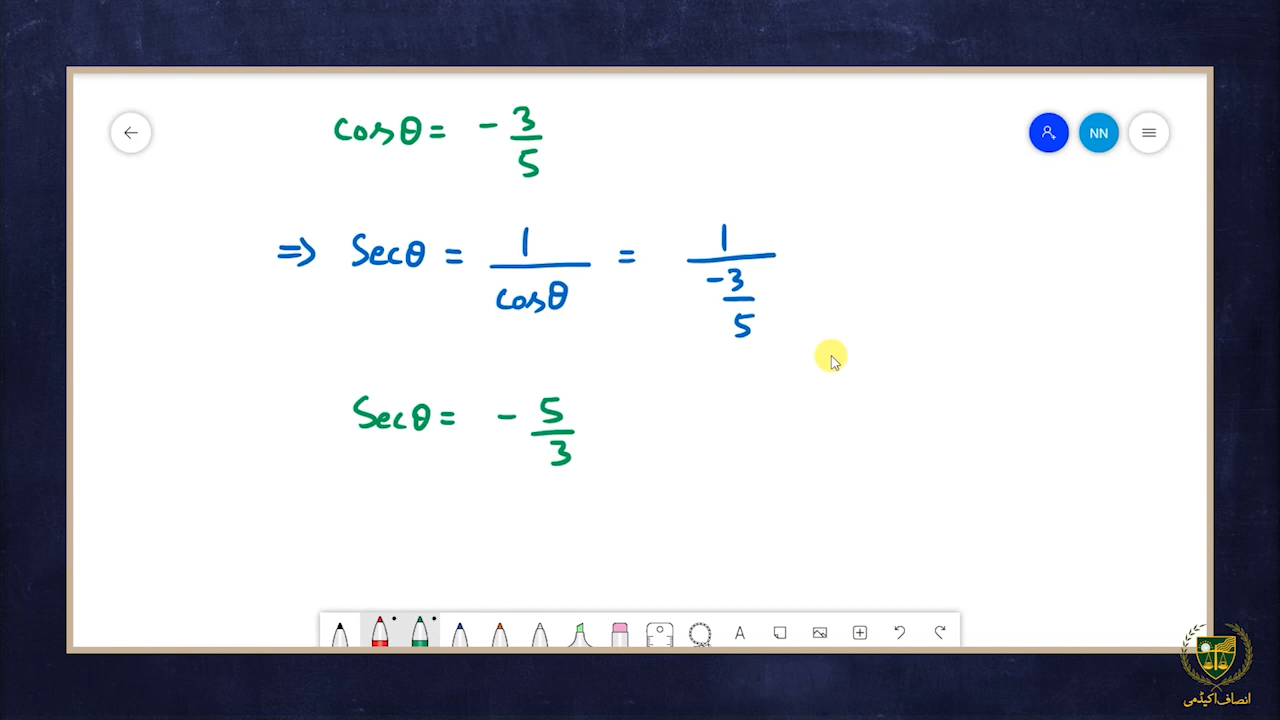 cosθ = - 3/5
NN
⇒ Secθ = 1/cosθ = 1/(-3/5)
Secθ = - 5/3
A
انصاف اکیڈمی